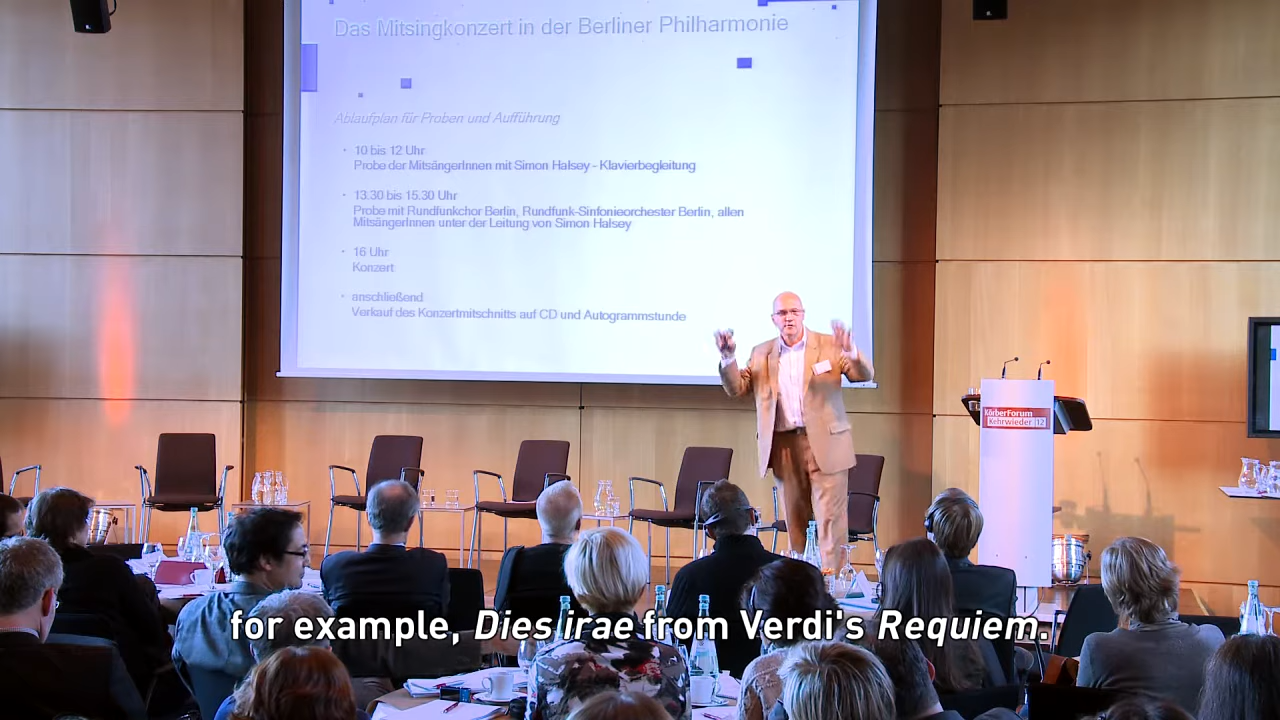 Das Mitsingkonzert in der Berliner Philharmonie
Ablaufplan für Proben und Aufführung
• 10 bis 12 Uhr
Probe der MitsängerInnen mit Simon Halsey - Klavierbegleitung
• 13:30 bis 15.30 Uhr
Probe mit Rundfunkchor Berlin, Rundfunk-Sinfonieorchester Berlin, allen
MitsängerInnen unter der Leitung von Simon Halsey
• 16 Uhr
Konzert
• anschließend
Verkauf des Konzertmitschnitts auf CD und Autogrammstunde
KörberForum
Kehrwieder 12
for example, Dies irae from Verdi's Requiem.